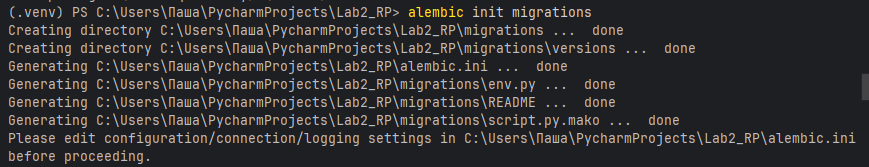 (.venv) PS C:\Users\Паша\PycharmProjects\Lab2_RP> alembic init migrations
Creating directory C:\Users\Паша\PycharmProjects\Lab2_RP\migrations ...  done
Creating directory C:\Users\Паша\PycharmProjects\Lab2_RP\migrations\versions ...  done
Generating C:\Users\Паша\PycharmProjects\Lab2_RP\alembic.ini ...  done
Generating C:\Users\Паша\PycharmProjects\Lab2_RP\migrations\env.py ...  done
Generating C:\Users\Паша\PycharmProjects\Lab2_RP\migrations\README ...  done
Generating C:\Users\Паша\PycharmProjects\Lab2_RP\migrations\script.py.mako ...  done
Please edit configuration/connection/logging settings in C:\Users\Паша\PycharmProjects\Lab2_RP\alembic.ini
before proceeding.